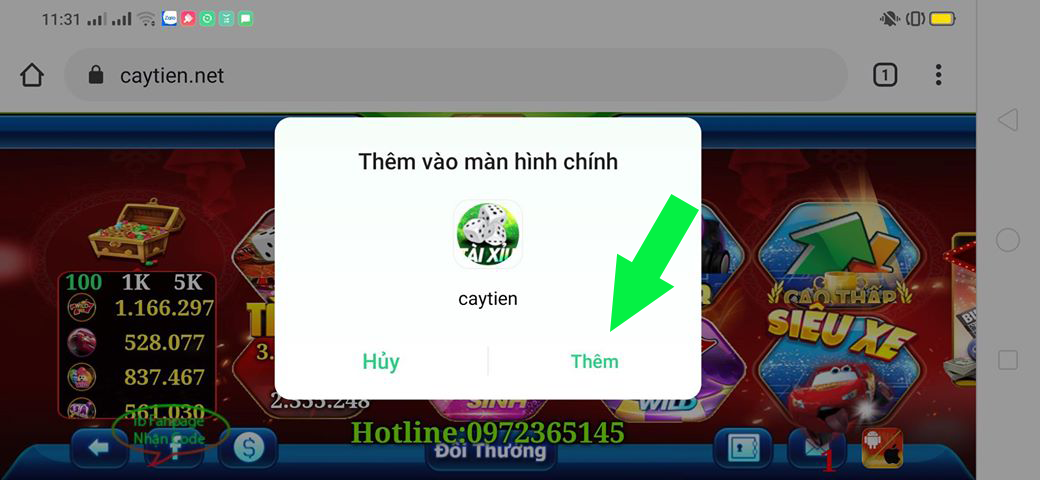 11:31
Zalo
caytien.net
1
Thêm vào màn hình chính
TÀI XỈU
caytien
Hủy
Thêm
100 1K 5K
1.166.297
528.077
837.467
561.030
2.355.248
CAO THẤP
SIÊU XE
WILD
Ib Fanpage
Nhận Code
Hotline:0972365145
Đổi Thưởng
1